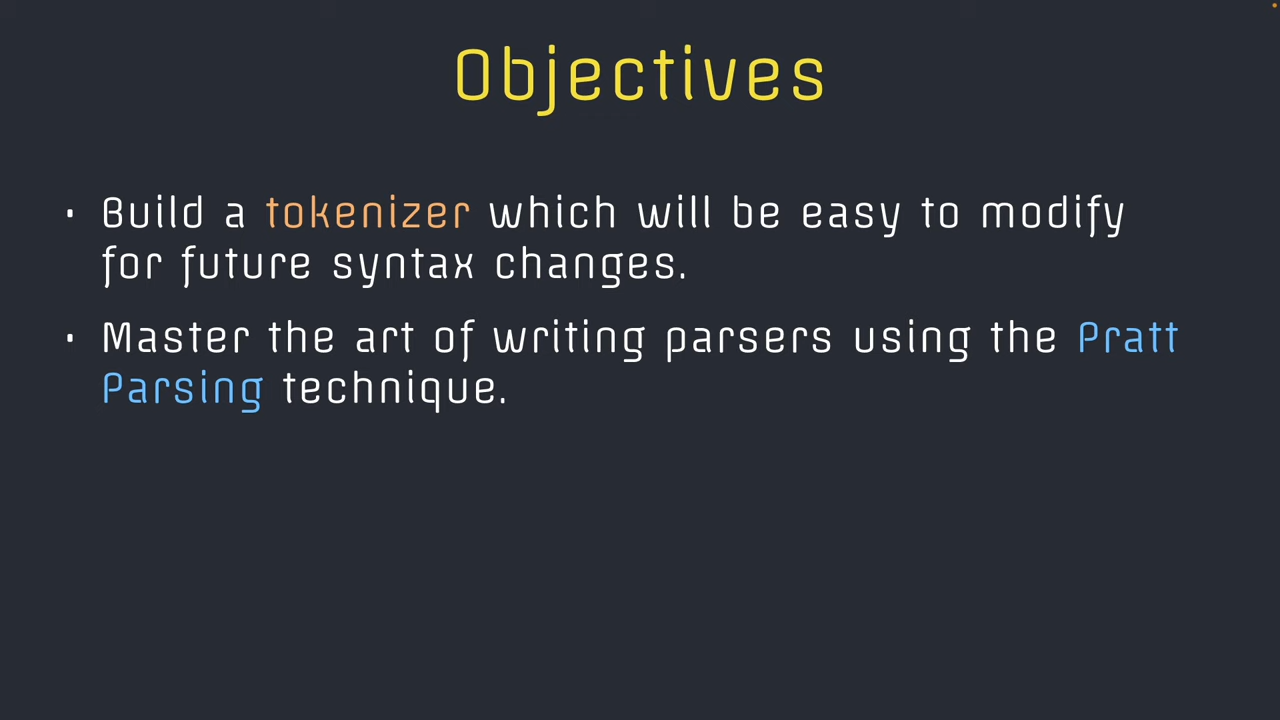 Objectives
• Build a tokenizer which will be easy to modify
for future syntax changes.
• Master the art of writing parsers using the Pratt
Parsing technique.